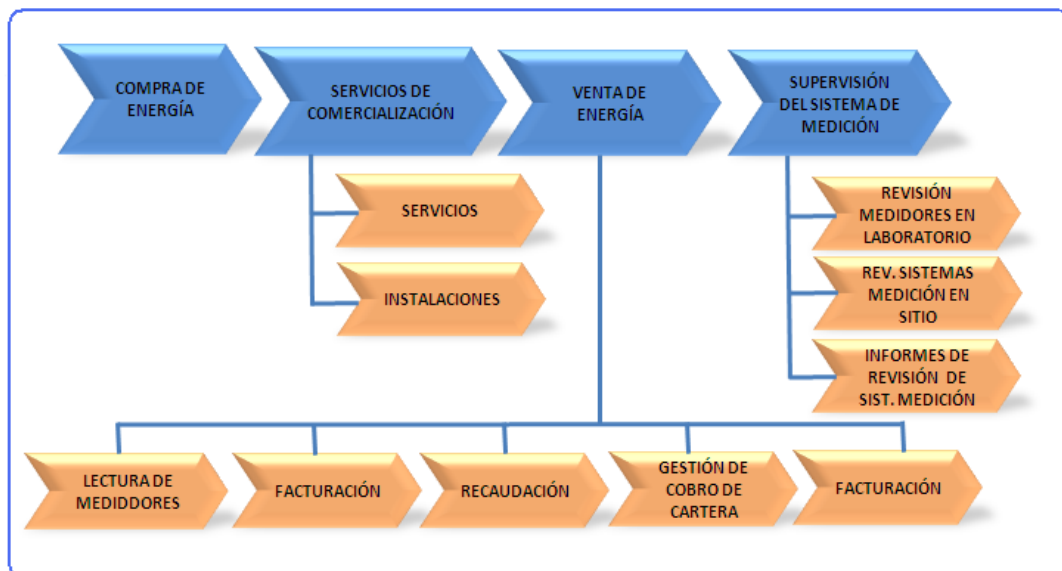 COMPRA DE
ENERGÍA
SERVICIOS DE
COMERCIALIZACIÓN
VENTA DE
ENERGÍA
SUPERVISIÓN
DEL SISTEMA DE
MEDICIÓN
SERVICIOS
INSTALACIONES
REVISIÓN
MEDIDORES EN
LABORATORIO
REV. SISTEMAS
MEDICIÓN EN
SITIO
INFORMES DE
REVISIÓN DE
SIST. MEDICIÓN
LECTURA DE
MEDIDDORES
FACTURACIÓN
RECAUDACIÓN
GESTIÓN DE
COBRO DE
CARTERA
FACTURACIÓN